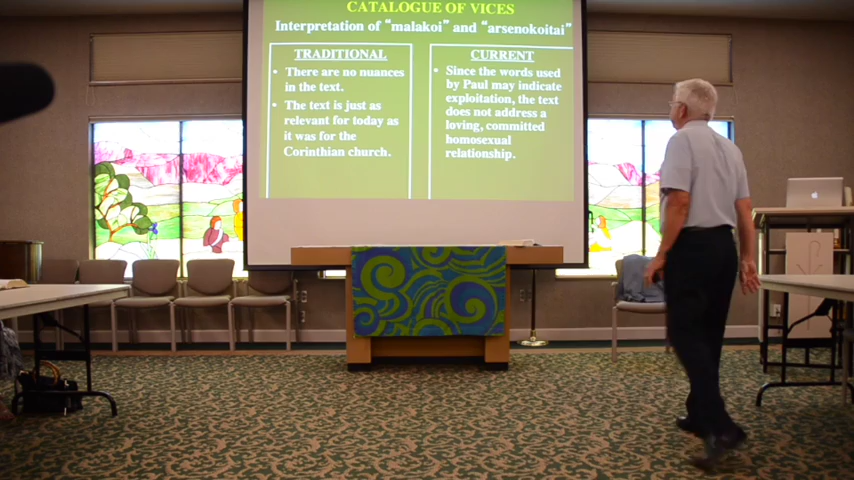 CATALOGUE OF VICES
Interpretation of "malakoi" and "arsenokoitai"
TRADITIONAL
• There are no nuances
in the text.
• The text is just as
relevant for today as
it was for the
Corinthian church.
CURRENT
• Since the words used
by Paul may indicate
exploitation, the text
does not address a
loving, committed
homosexual
relationship.